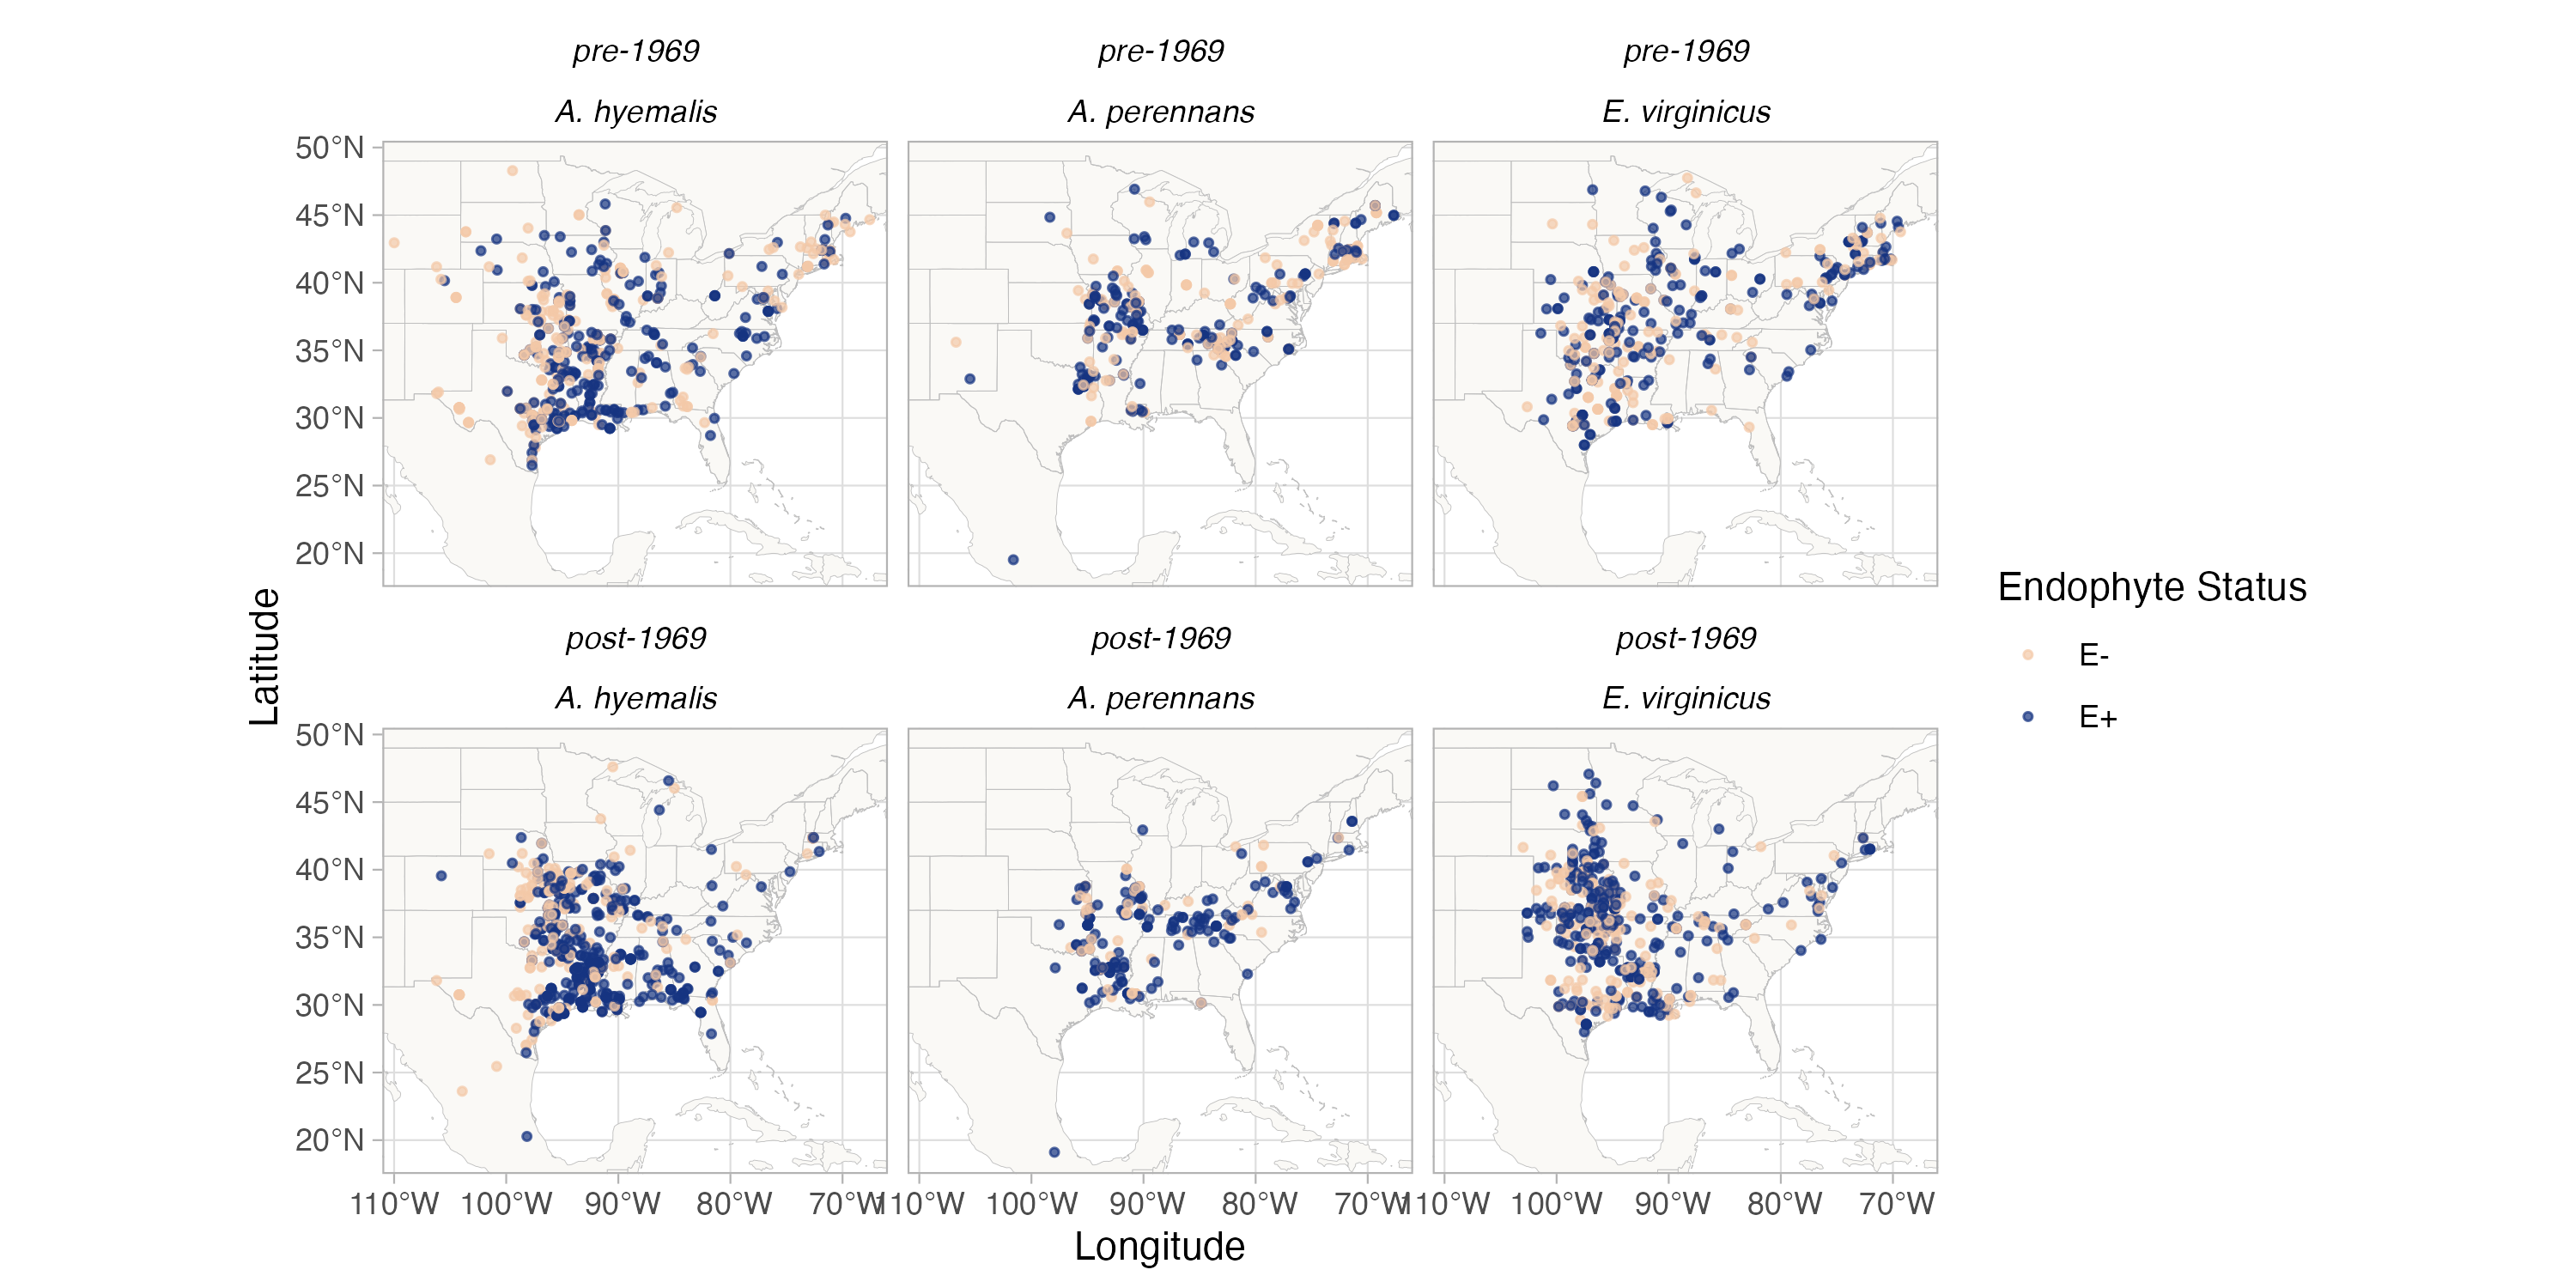 pre-1969 pre-1969 pre-1969
A. hyemalis A. perennans E. virginicus
50°N
45°N
40°N
35°N
30°N
25°N
20°N
Latitude
Endophyte Status
E-
E+
post-1969 post-1969 post-1969
A. hyemalis A. perennans E. virginicus
50°N
45°N
40°N
35°N
30°N
25°N
20°N
110°W 100°W 90°W 80°W 70°W 110°W 100°W 90°W 80°W 70°W 110°W 100°W 90°W 80°W 70°W
Longitude